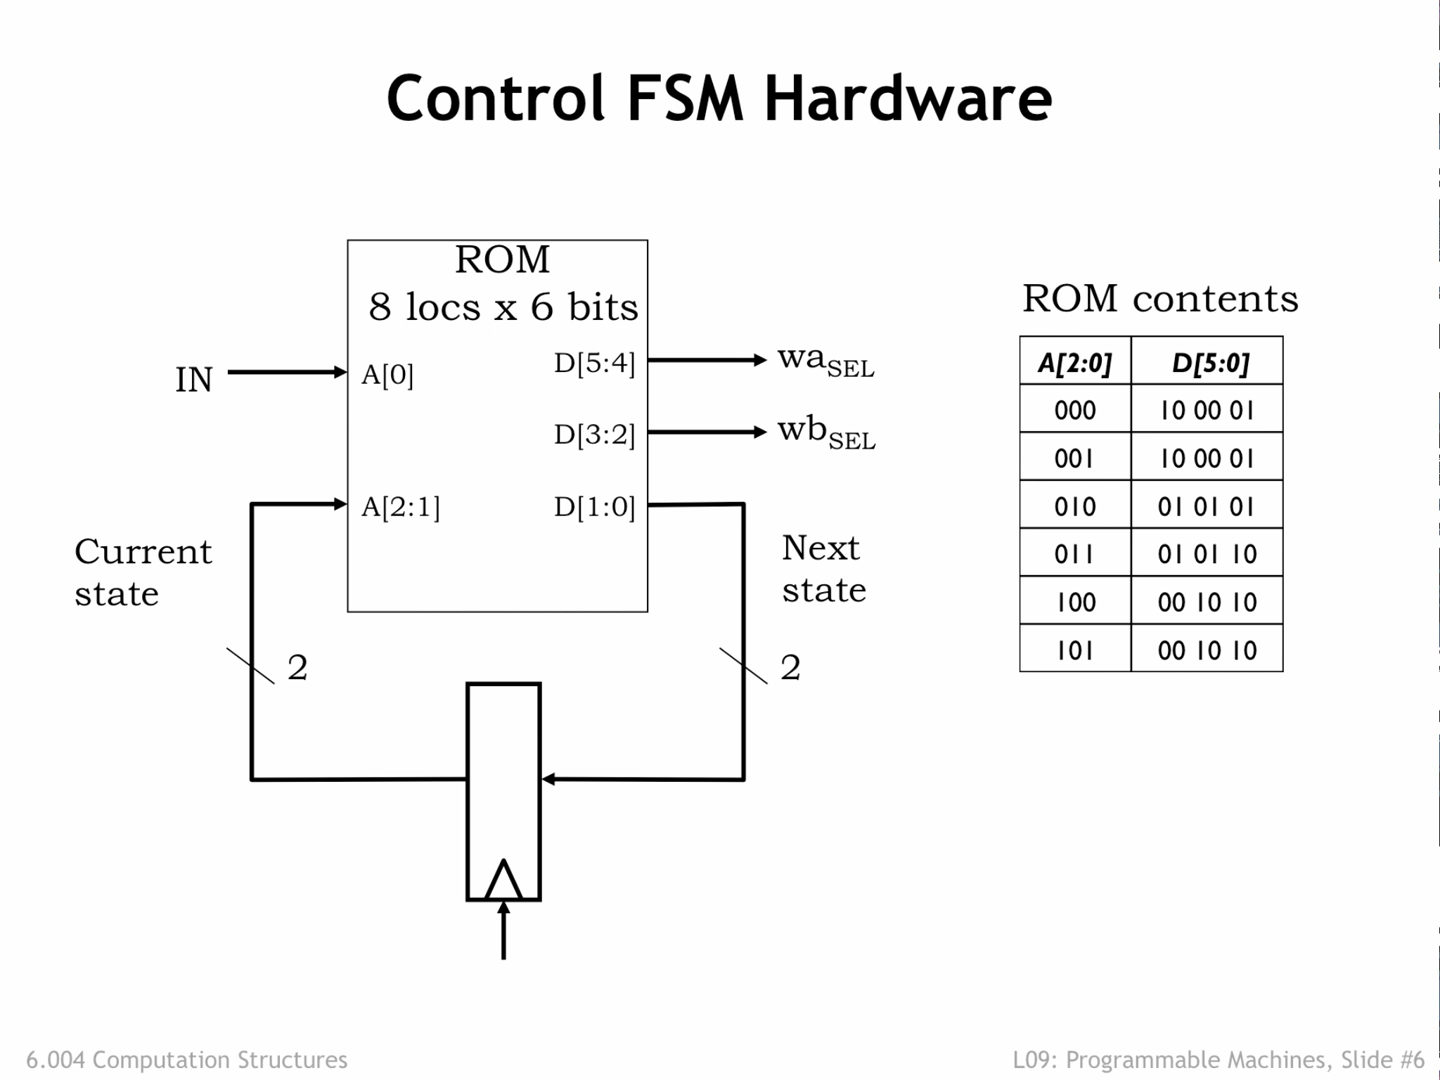 Control FSM Hardware
ROM
8 locs x 6 bits
IN
A[0]
D[5:4]
wa_SEL
D[3:2]
wb_SEL
A[2:1]
D[1:0]
Current
state
Next
state
2
2
ROM contents
A[2:0] D[5:0]
000 10 00 01
001 10 00 01
010 01 01 01
011 01 01 10
100 00 10 10
101 00 10 10
6.004 Computation Structures
L09: Programmable Machines, Slide #6